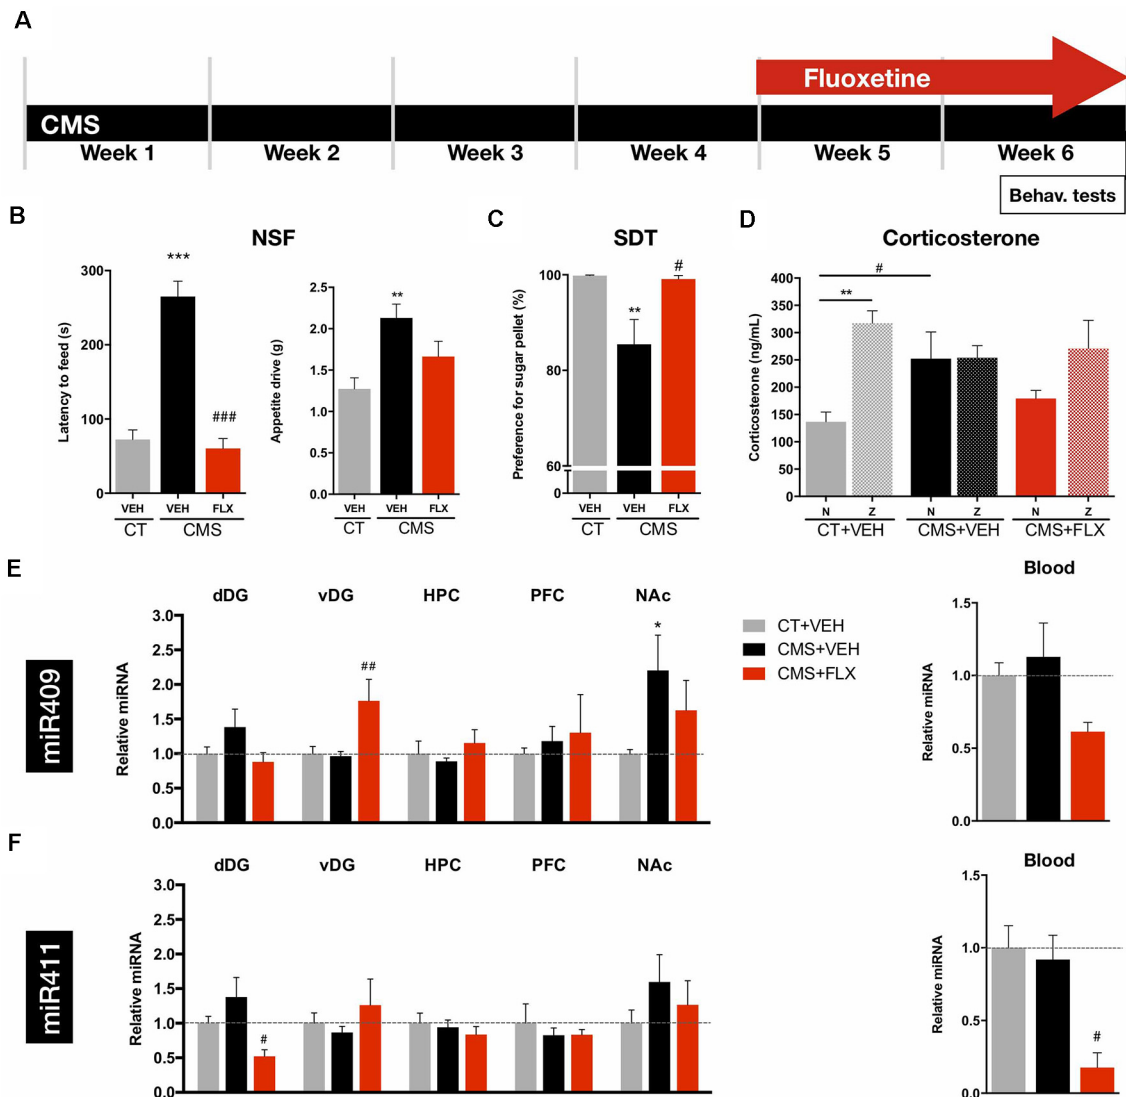 A
Fluoxetine
CMS
Week 1 Week 2 Week 3 Week 4 Week 5 Week 6
Behav. tests
B
NSF
Latency to feed (s)
300
200
100
0
***
###
VEH VEH FLX
CT CMS
Appetite drive (g)
2.5
2.0
1.5
1.0
0.5
0.0
**
VEH VEH FLX
CT CMS
C
SDT
Preference for sugar pellet (%)
100
80
60
0
**
#
VEH VEH FLX
CT CMS
D
Corticosterone
Corticosterone (ng/mL)
400
350
300
250
200
150
100
50
0
#
**
N Z N Z N Z
CT+VEH CMS+VEH CMS+FLX
E
miR409
dDG vDG HPC PFC NAc
Relative miRNA
3.0
2.5
2.0
1.5
1.0
0.5
0.0
##
*
CT+VEH
CMS+VEH
CMS+FLX
Blood
Relative miRNA
1.5
1.0
0.5
0.0
F
miR411
dDG vDG HPC PFC NAc
Relative miRNA
3.0
2.5
2.0
1.5
1.0
0.5
0.0
#
Blood
Relative miRNA
1.5
1.0
0.5
0.0
#